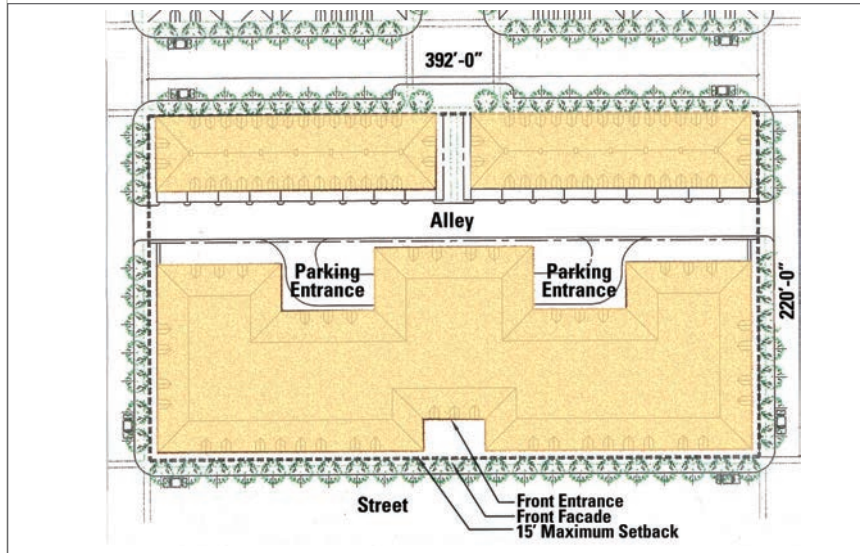 392'-0"
Alley
Parking
Entrance
Parking
Entrance
220'-0"
Street
Front Entrance
Front Facade
15' Maximum Setback